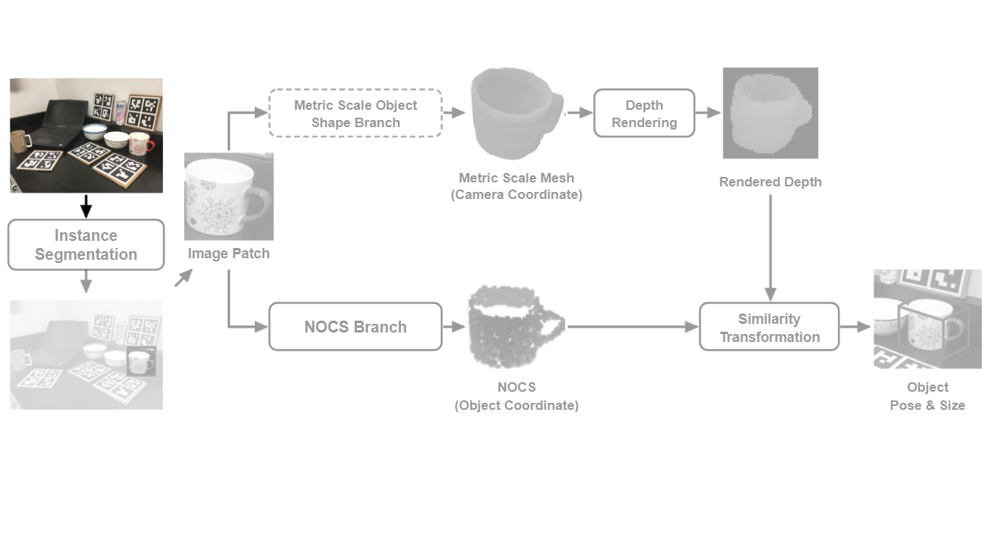 Metric Scale Object
Shape Branch
Depth
Rendering
Metric Scale Mesh
(Camera Coordinate)
Rendered Depth
Instance
Segmentation
Image Patch
NOCS Branch
Similarity
Transformation
NOCS
(Object Coordinate)
Object
Pose & Size